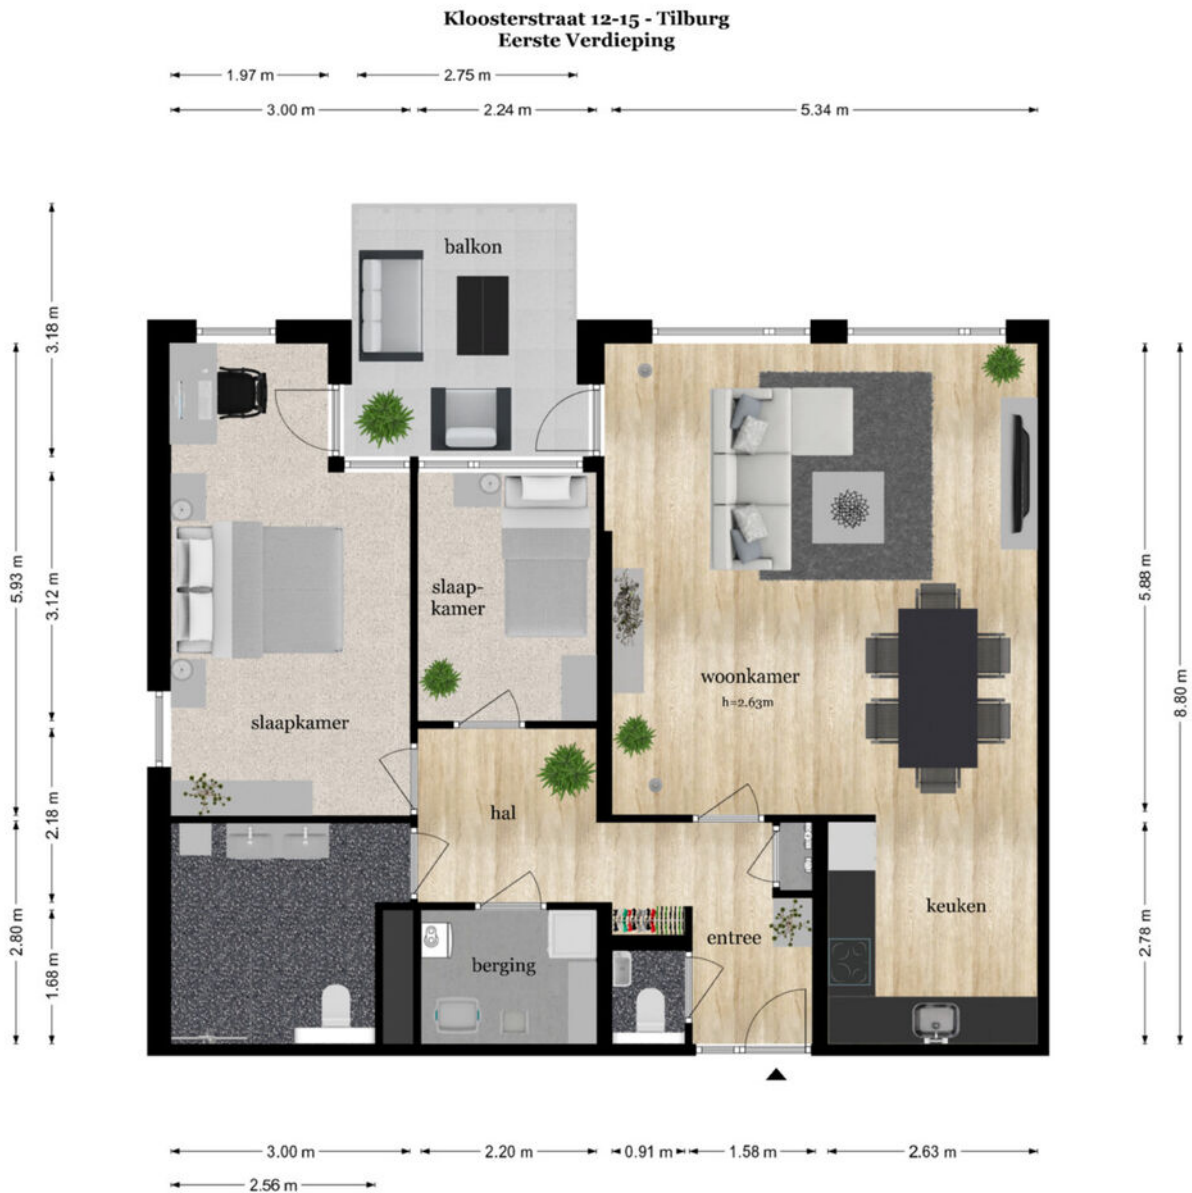 Kloosterstraat 12-15 - Tilburg
Eerste Verdieping
1.97 m
2.75 m
3.00 m
2.24 m
5.34 m
balkon
3.18 m
5.93 m
3.12 m
5.88 m
8.80 m
slaap-
kamer
woonkamer
h=2.63m
slaapkamer
hal
2.18 m
keuken
2.80 m
entree
2.78 m
berging
1.68 m
3.00 m
2.20 m
0.91 m
1.58 m
2.63 m
2.56 m